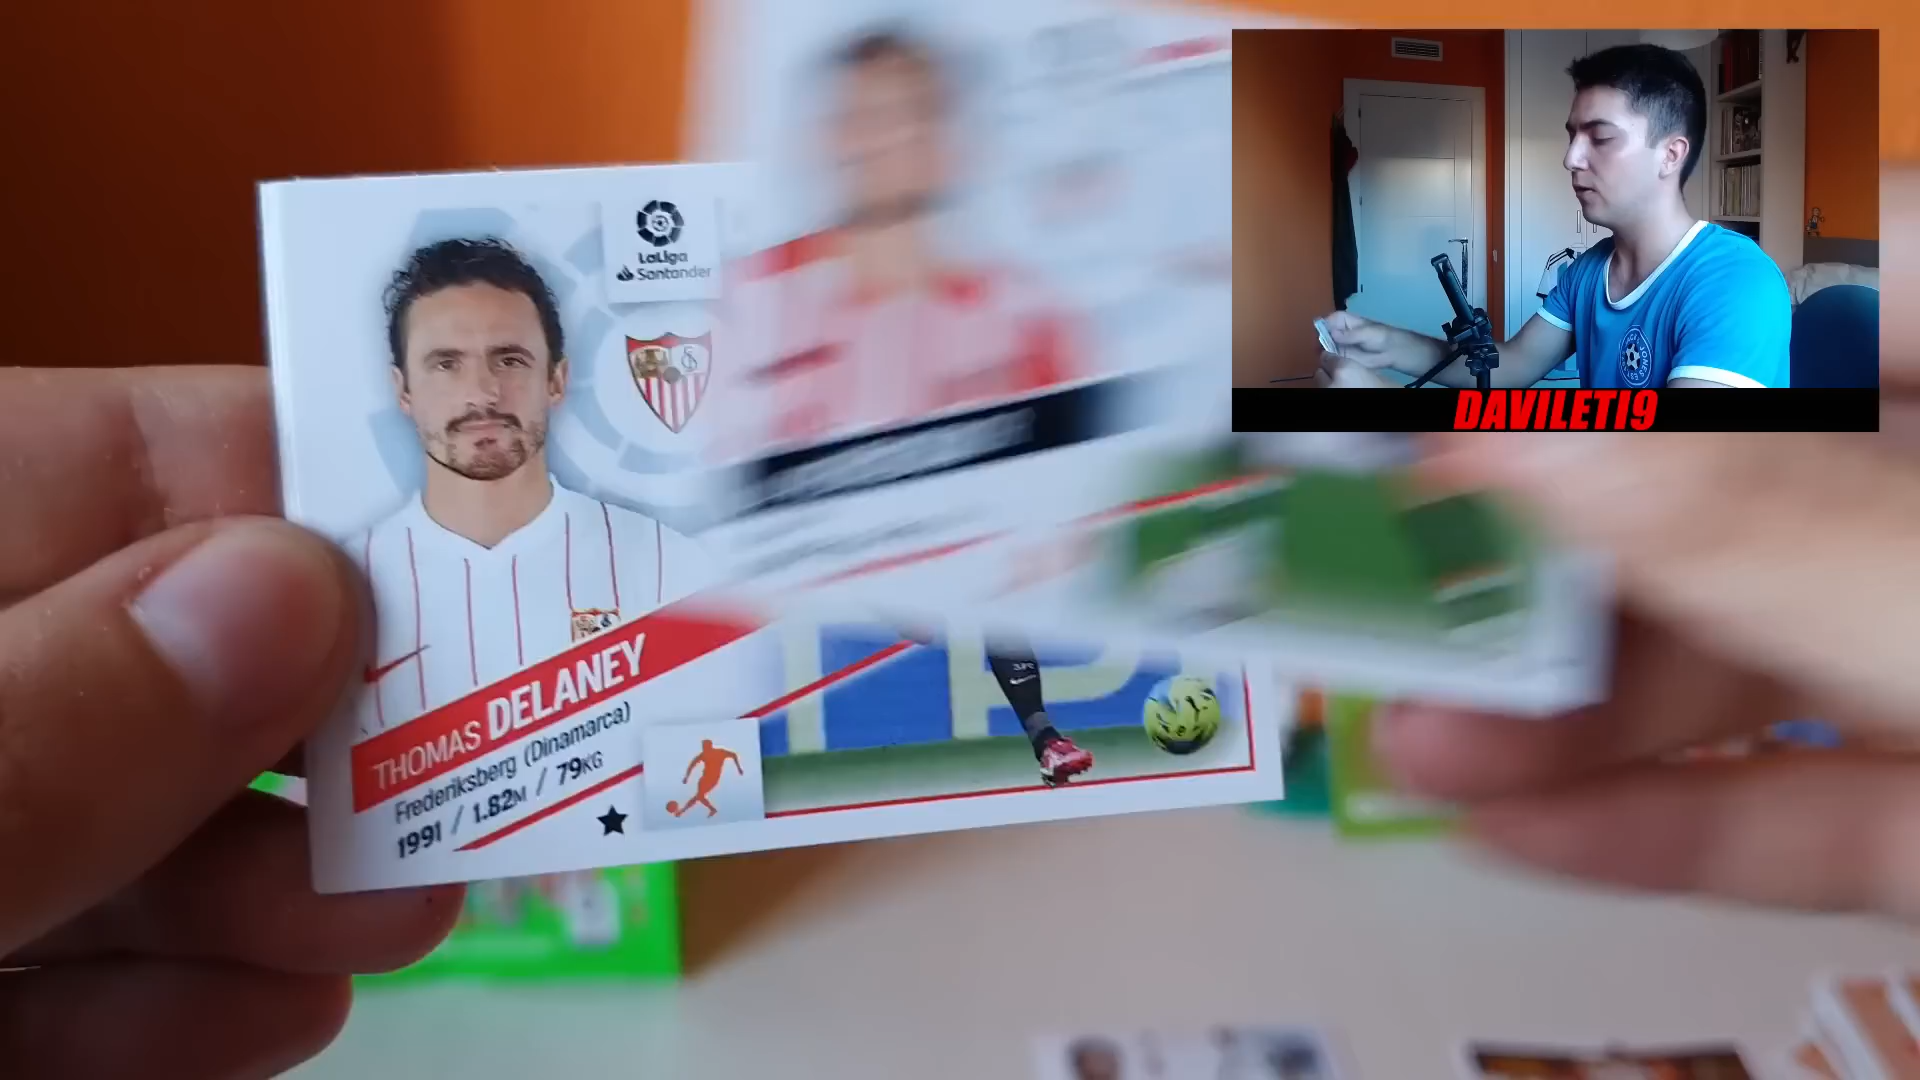 LaLiga
Santander
THOMAS DELANEY
Frederiksberg (Dinamarca)
1991 / 1.82M / 79KG
DAVILETI9